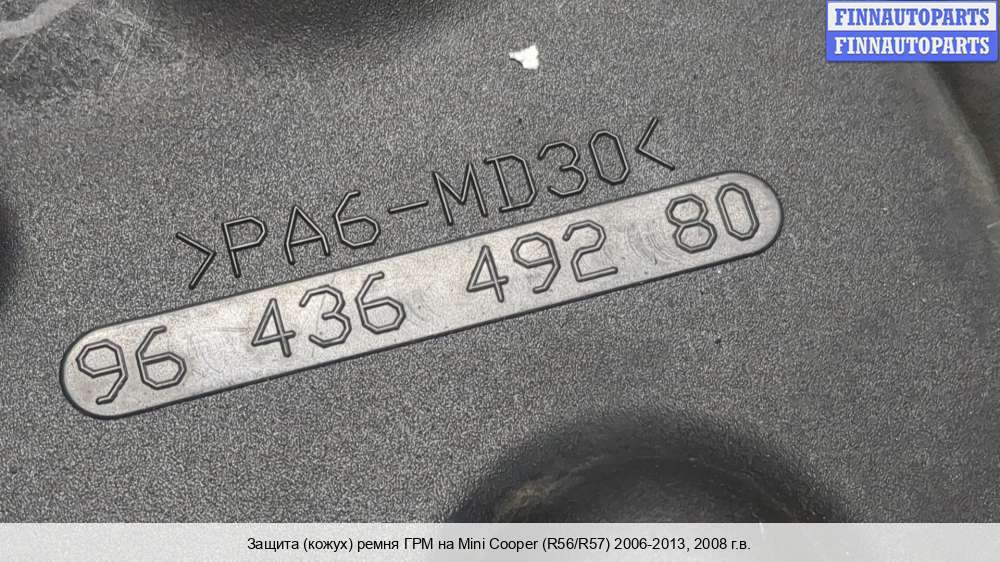 FINNAUTOPARTS
FINNAUTOPARTS
>PA6-MD30<
96 436 492 80
Защита (кожух) ремня ГРМ на Mini Cooper (R56/R57) 2006-2013, 2008 г.в.